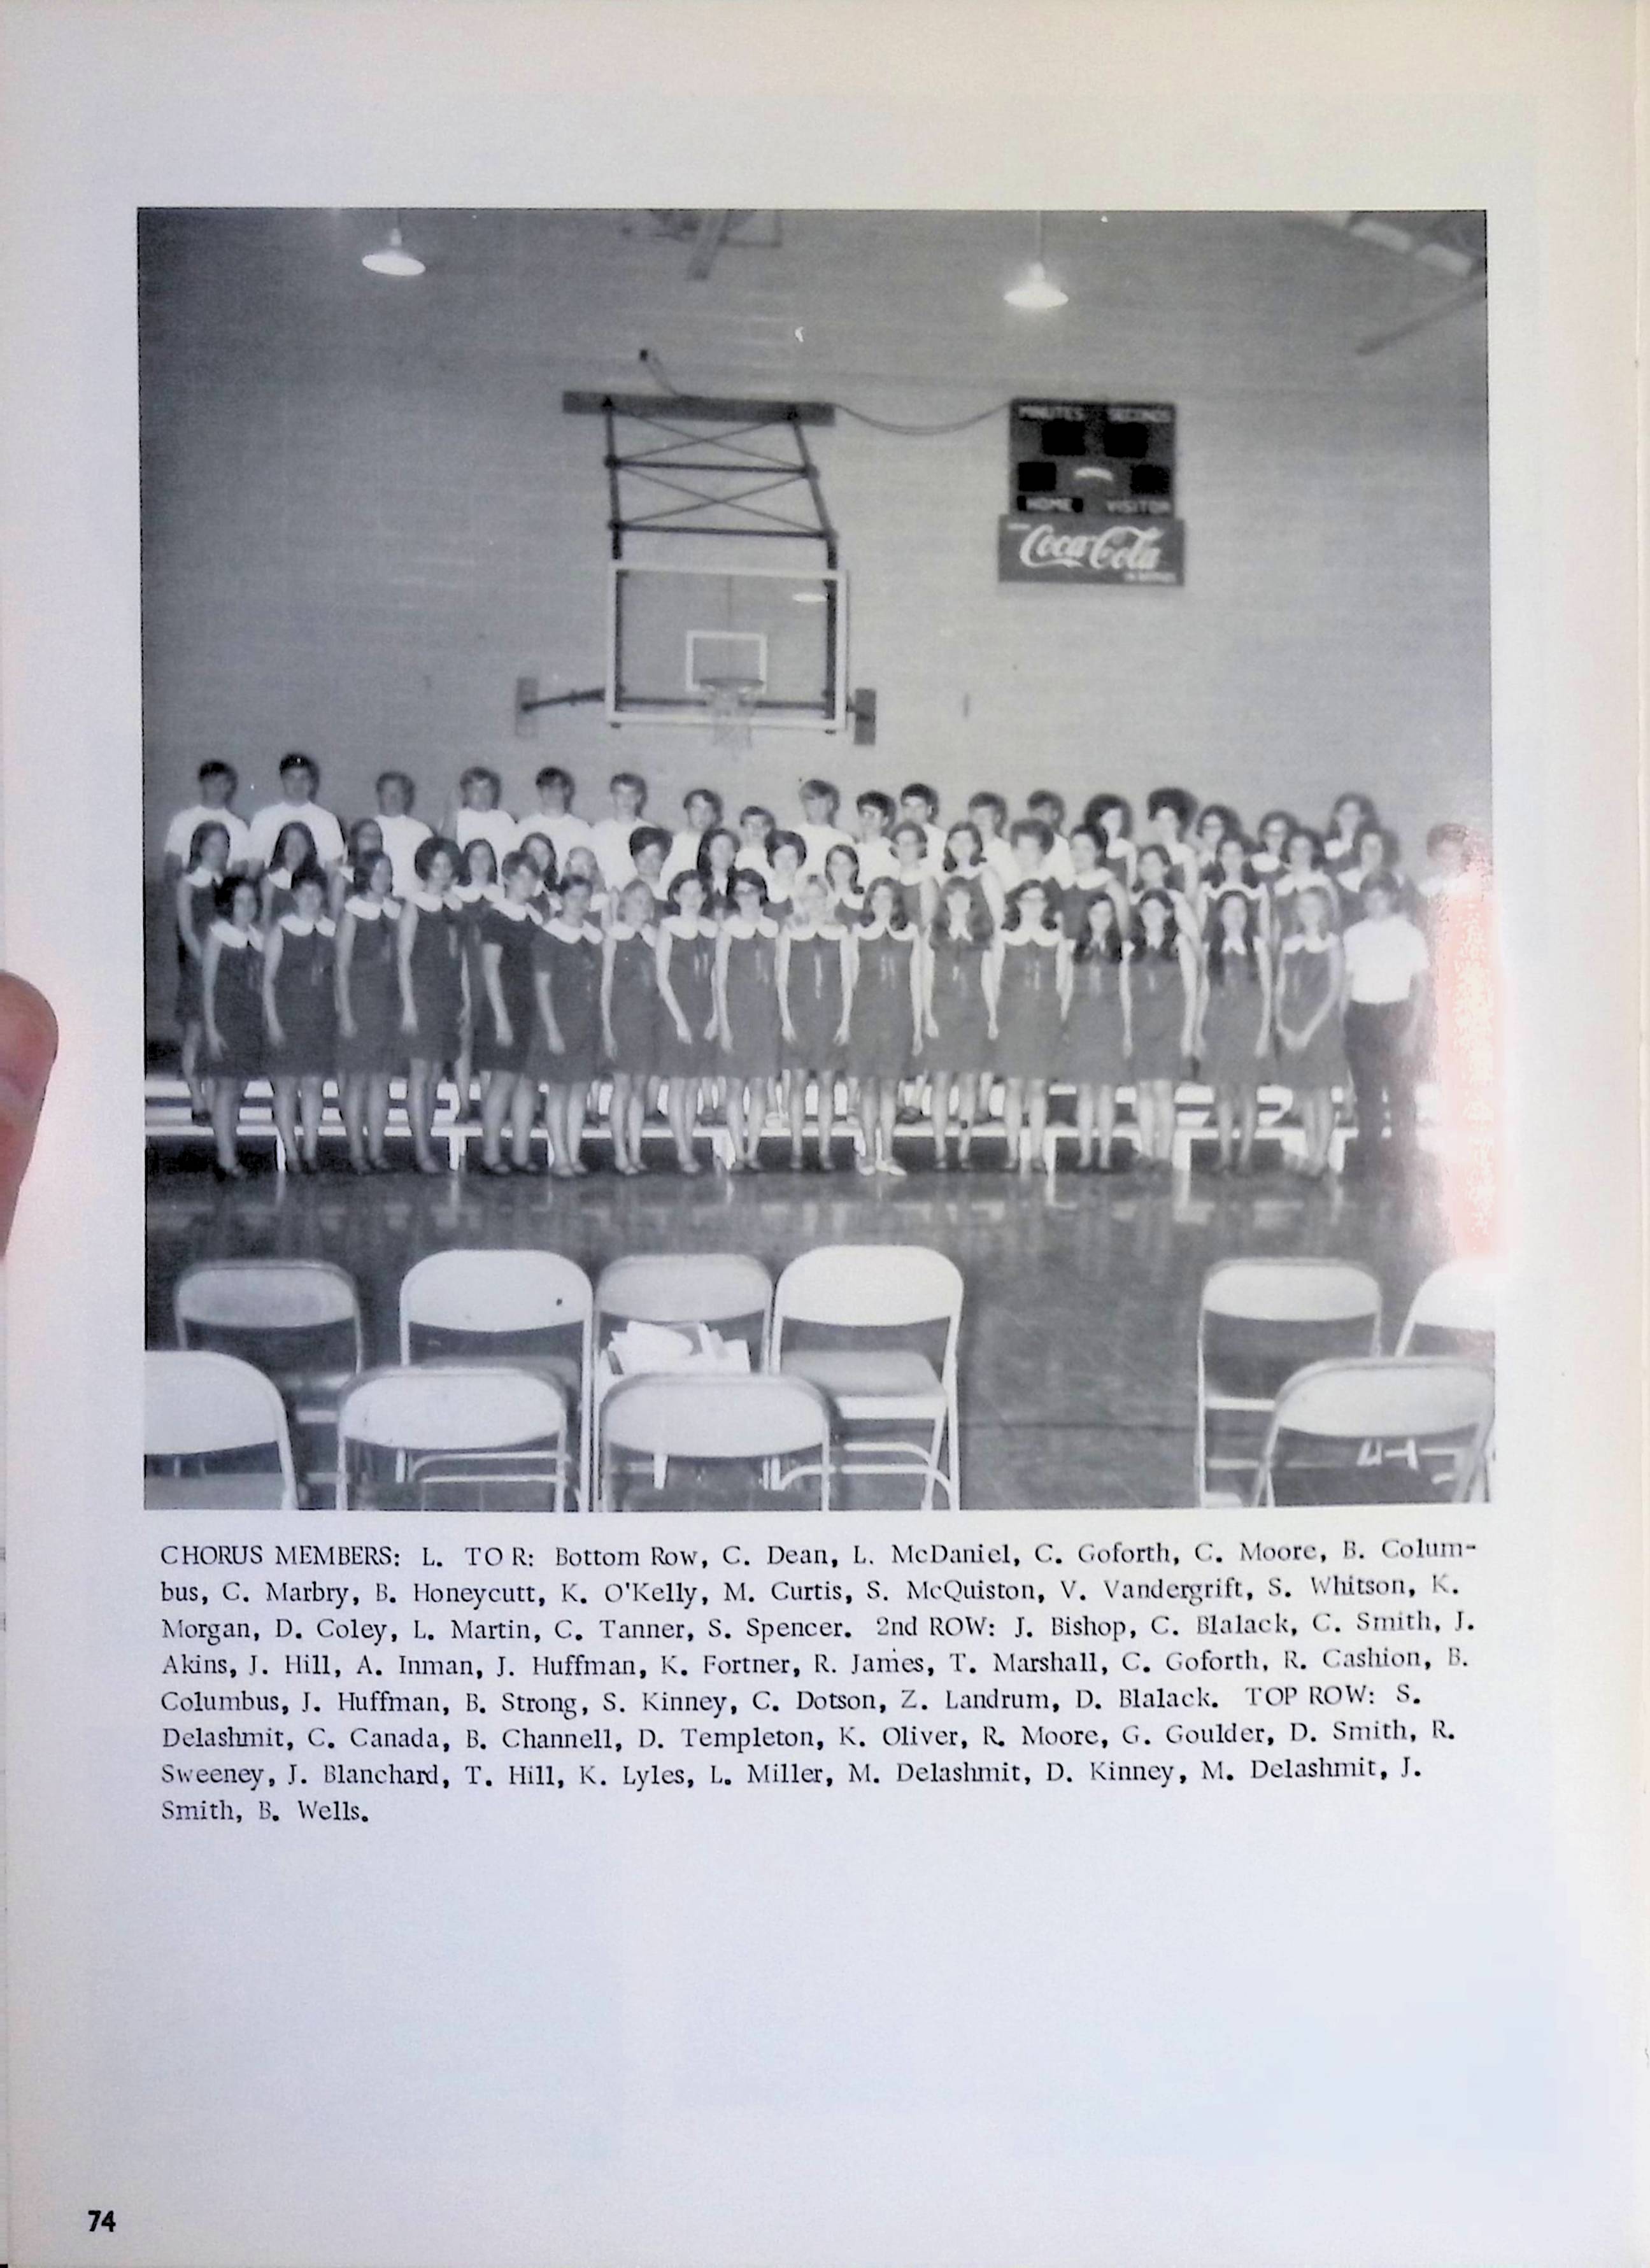 MINUTES SECONDS
HOME VISITOR
Coca-Cola
CHORUS MEMBERS: L. TO R: Bottom Row, C. Dean, L. McDaniel, C. Goforth, C. Moore, B. Colum-
bus, C. Marbry, B. Honeycutt, K. O'Kelly, M. Curtis, S. McQuiston, V. Vandergrift, S. Whitson, K.
Morgan, D. Coley, L. Martin, C. Tanner, S. Spencer. 2nd ROW: J. Bishop, C. Blalack, C. Smith, J.
Akins, J. Hill, A. Inman, J. Huffman, K. Fortner, R. James, T. Marshall, C. Goforth, R. Cashion, B.
Columbus, J. Huffman, B. Strong, S. Kinney, C. Dotson, Z. Landrum, D. Blalack. TOP ROW: S.
Delashmit, C. Canada, B. Channell, D. Templeton, K. Oliver, R. Moore, G. Goulder, D. Smith, R.
Sweeney, J. Blanchard, T. Hill, K. Lyles, L. Miller, M. Delashmit, D. Kinney, M. Delashmit, J.
Smith, B. Wells.
74